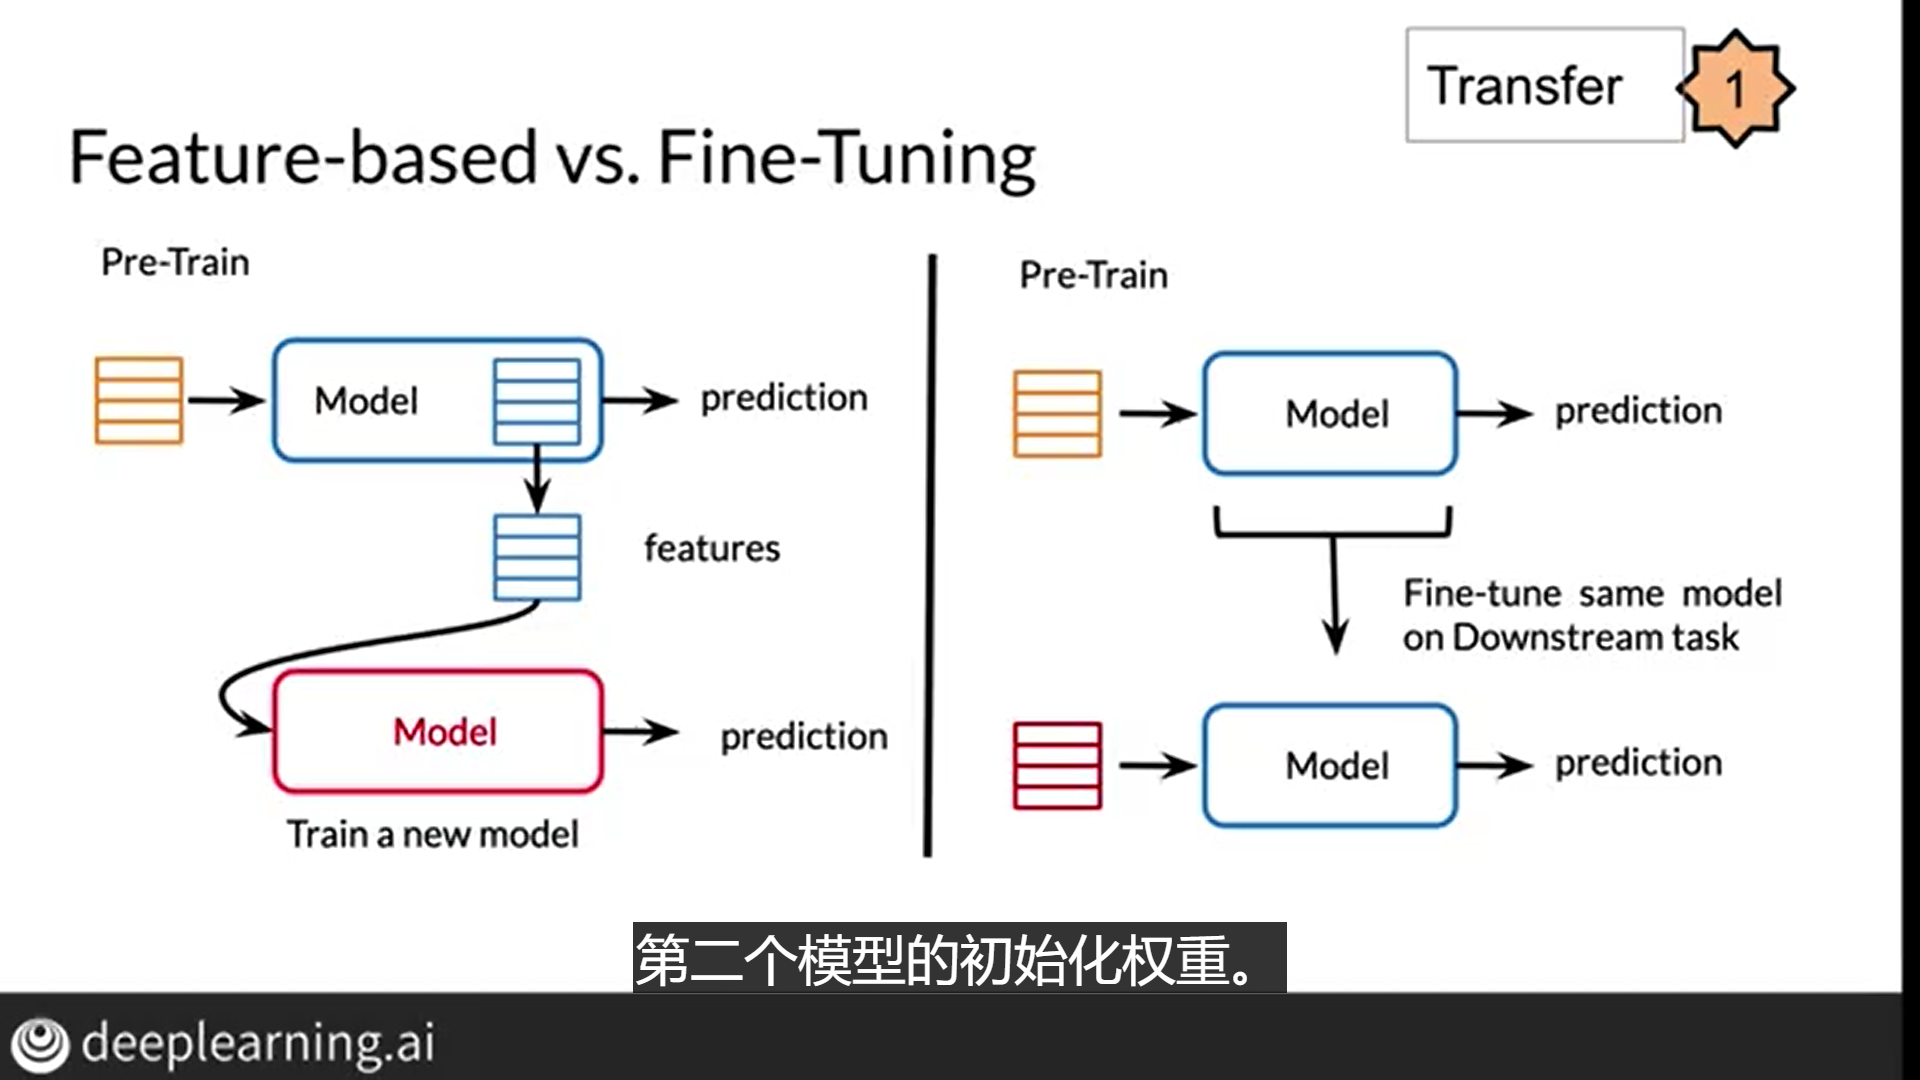 Transfer
1
Feature-based vs. Fine-Tuning
Pre-Train
Model
prediction
features
Model
prediction
Train a new model
Pre-Train
Model
prediction
Fine-tune same model
on Downstream task
Model
prediction
第二个模型的初始化权重。
deeplearning.ai